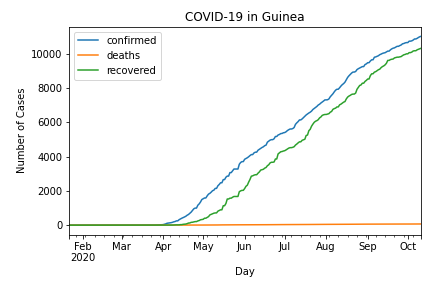 COVID-19 in Guinea
confirmed
deaths
recovered
Number of Cases
10000
8000
6000
4000
2000
0
Feb Mar Apr May Jun Jul Aug Sep Oct
2020
Day